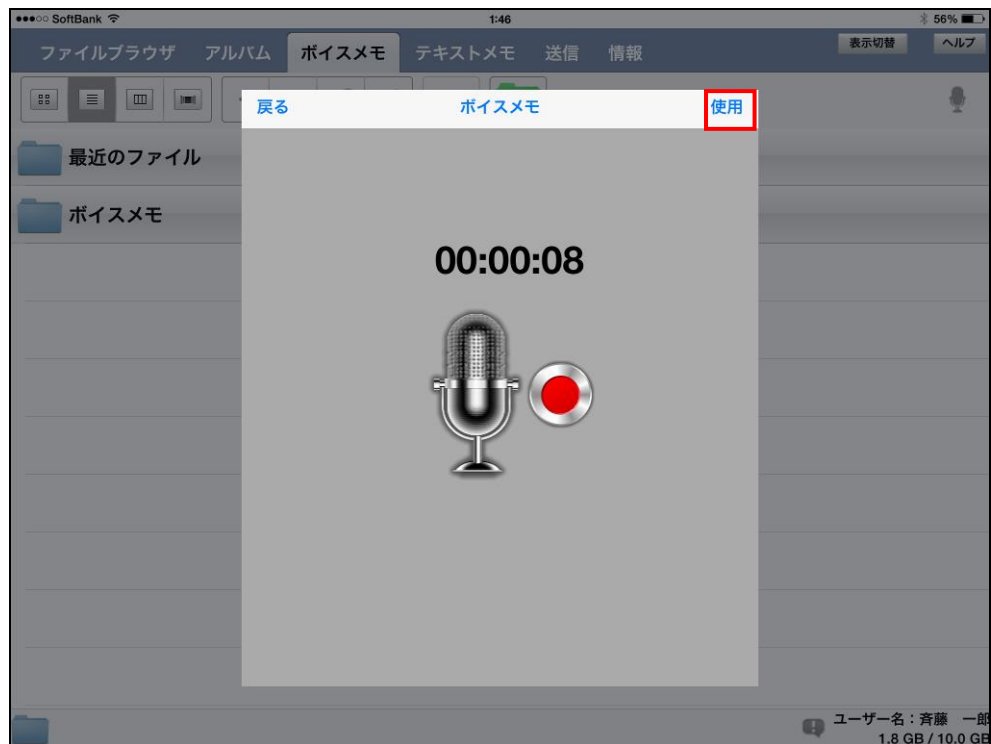 SoftBank 1:46 56%
ファイルブラウザ アルバム ボイスメモ テキストメモ 送信 情報 表示切替 ヘルプ
戻る ボイスメモ 使用
最近のファイル
ボイスメモ
00:00:08
ユーザー名：斉藤　一郎
1.8 GB / 10.0 GB